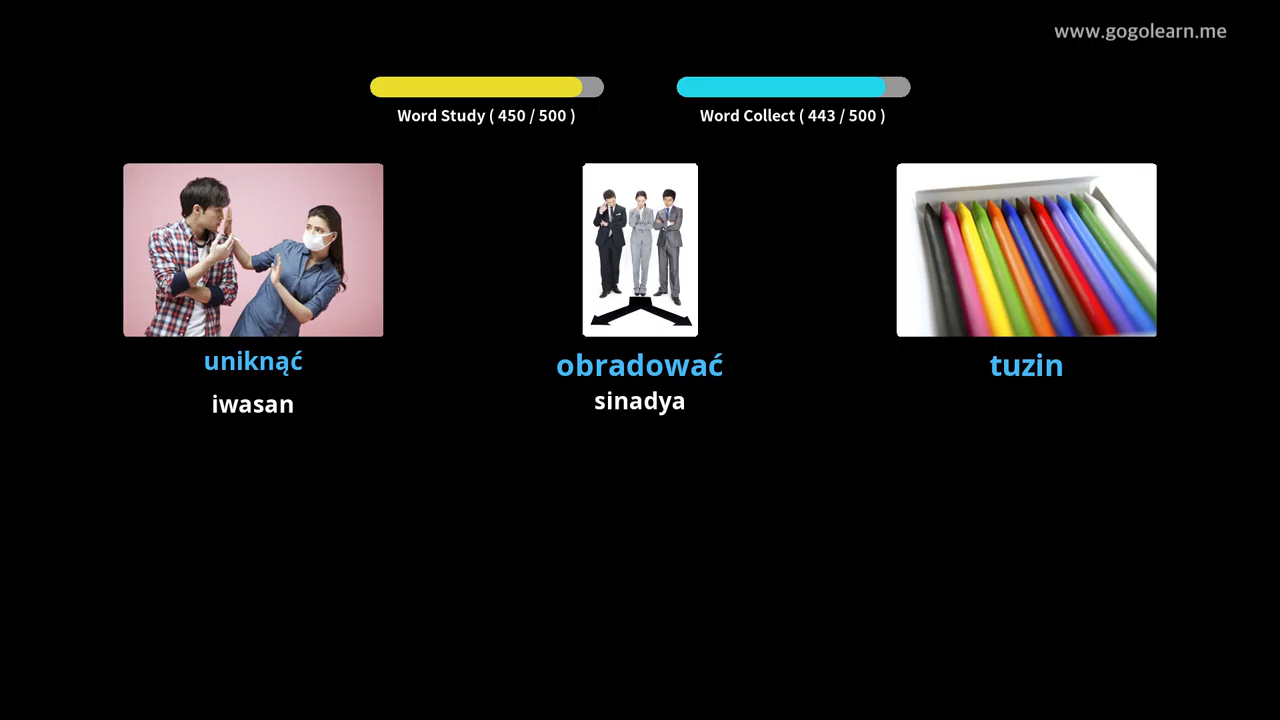 www.gogolearn.me
Word Study ( 450 / 500 )
Word Collect ( 443 / 500 )
uniknąć
obradować
tuzin
iwasan
sinadya